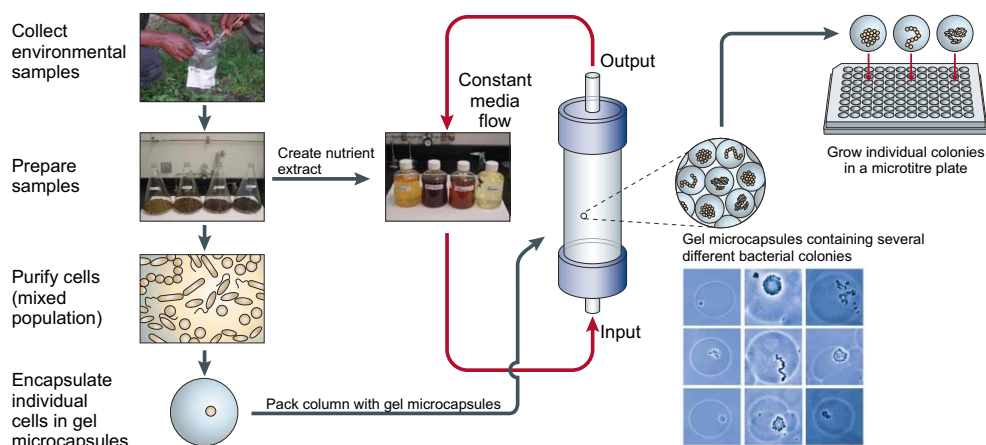 Collect
environmental
samples
Prepare
samples
Purify cells
(mixed
population)
Encapsulate
individual
cells in gel
microcapsules
Create nutrient
extract
Pack column with gel microcapsules
Constant
media
flow
Output
Input
Grow individual colonies
in a microtitre plate
Gel microcapsules containing several
different bacterial colonies